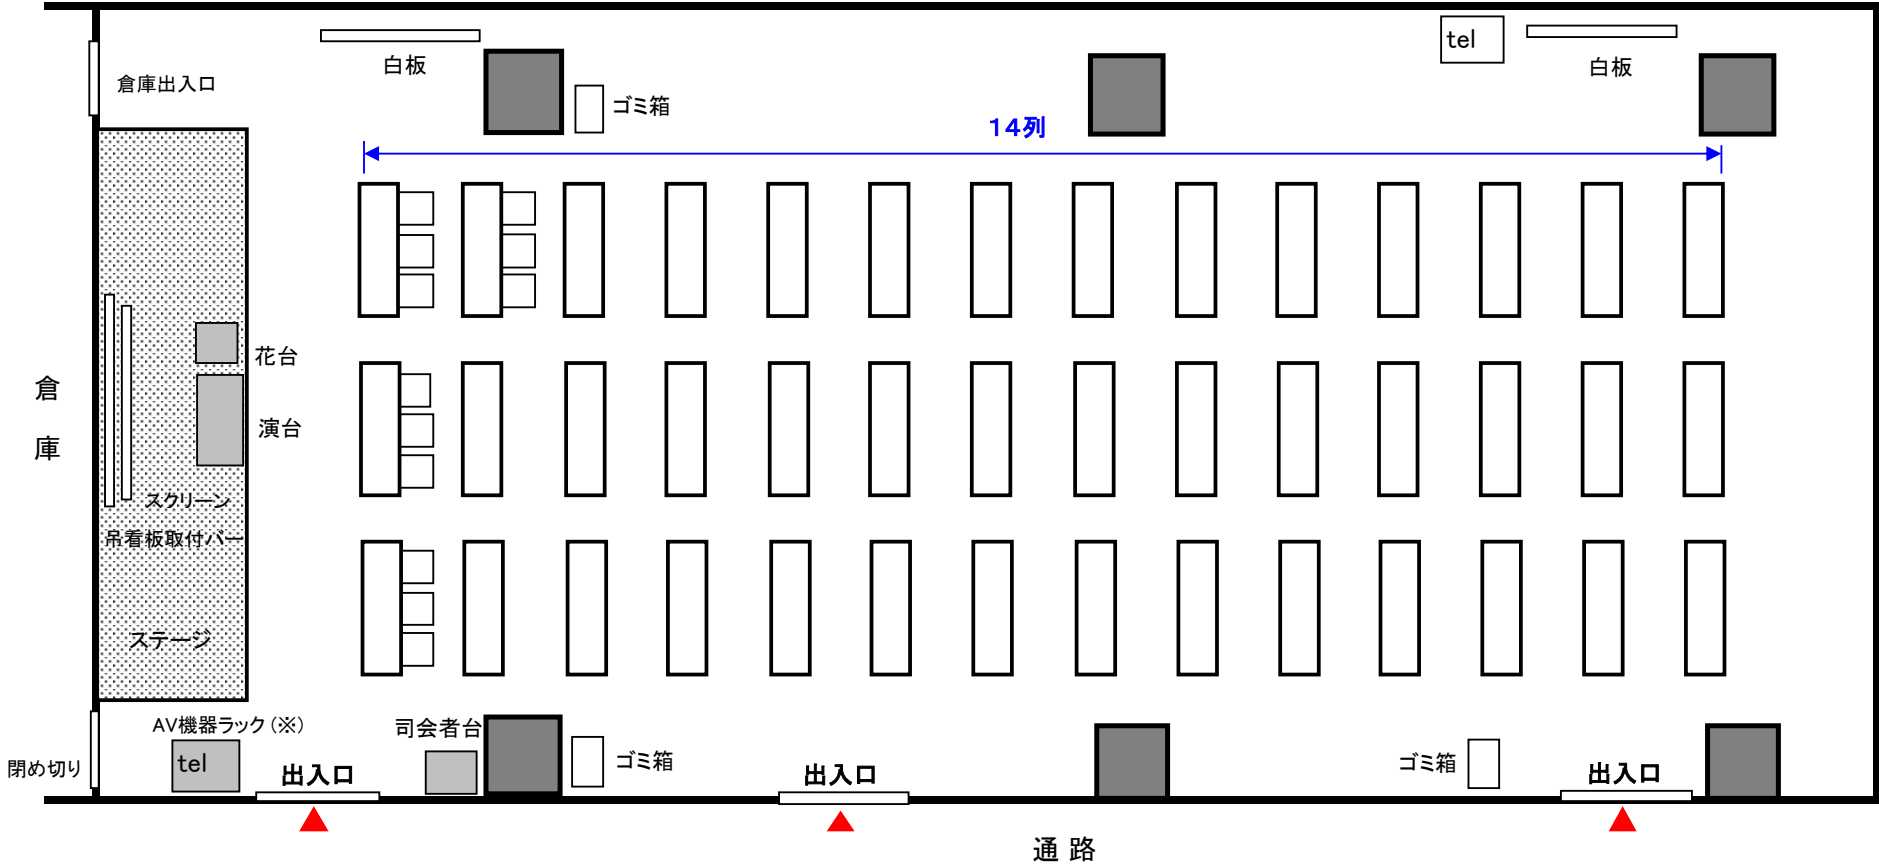 tel
白板
白板
倉庫出入口
ゴミ箱
14列
花台
倉
庫
演台
スクリーン
吊看板取付バー
ステージ
AV機器ラック(※)
司会者台
閉め切り
tel
ゴミ箱
ゴミ箱
出入口
出入口
出入口
通 路